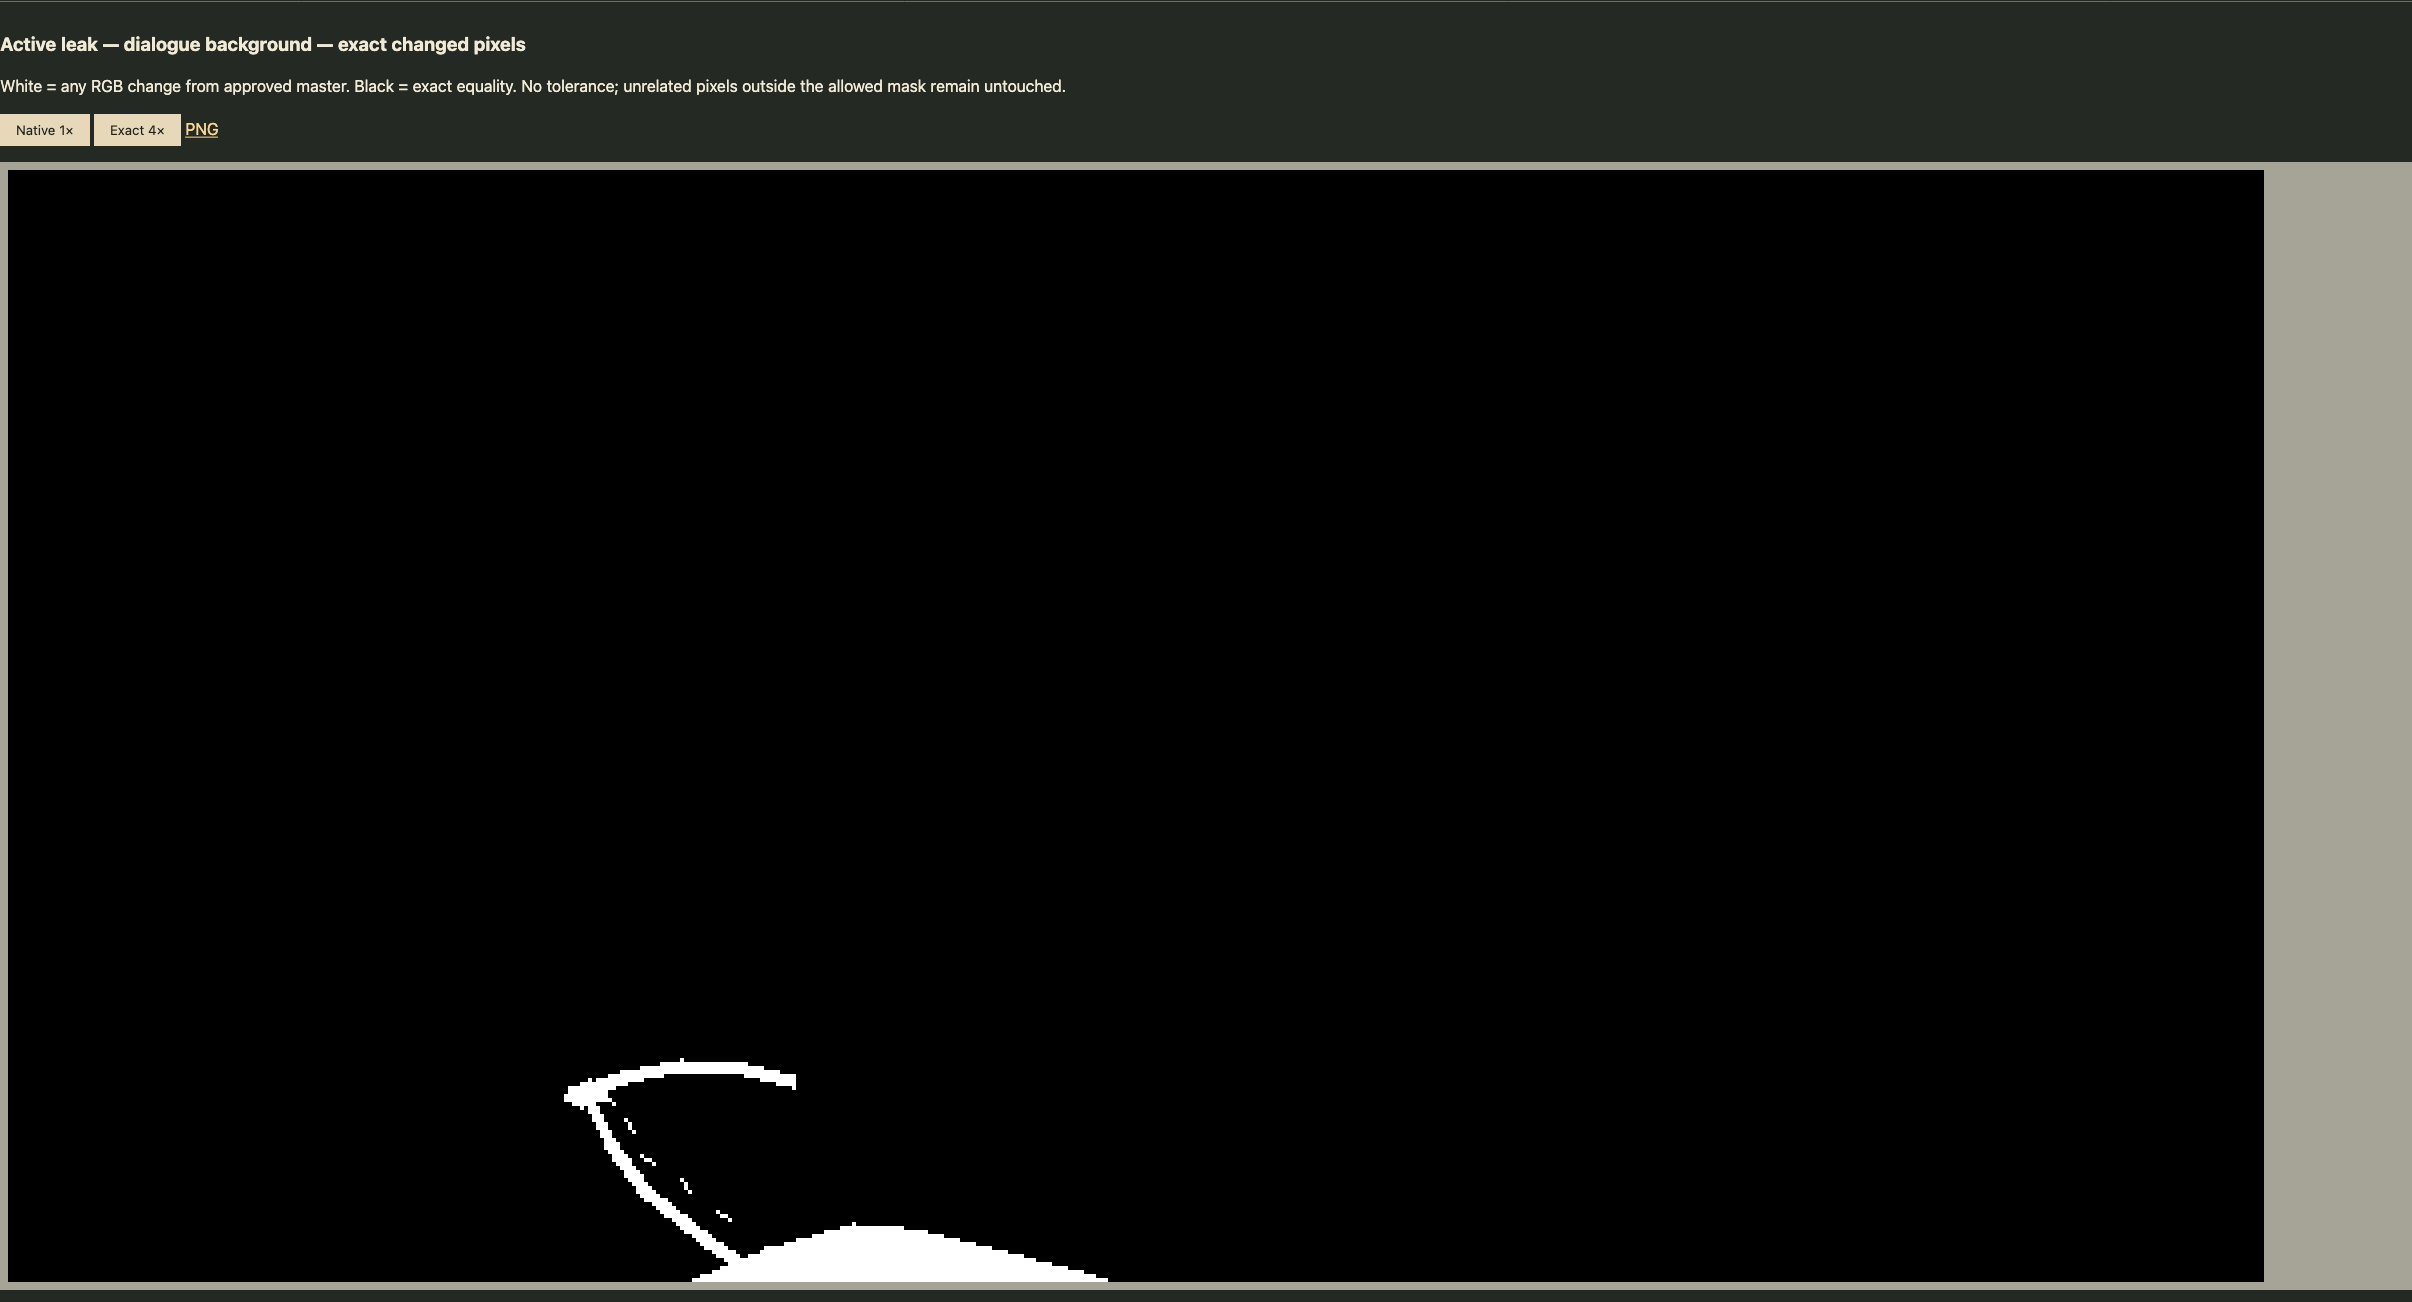 Active leak — dialogue background — exact changed pixels
White = any RGB change from approved master. Black = exact equality. No tolerance; unrelated pixels outside the allowed mask remain untouched.
Native 1× Exact 4× PNG